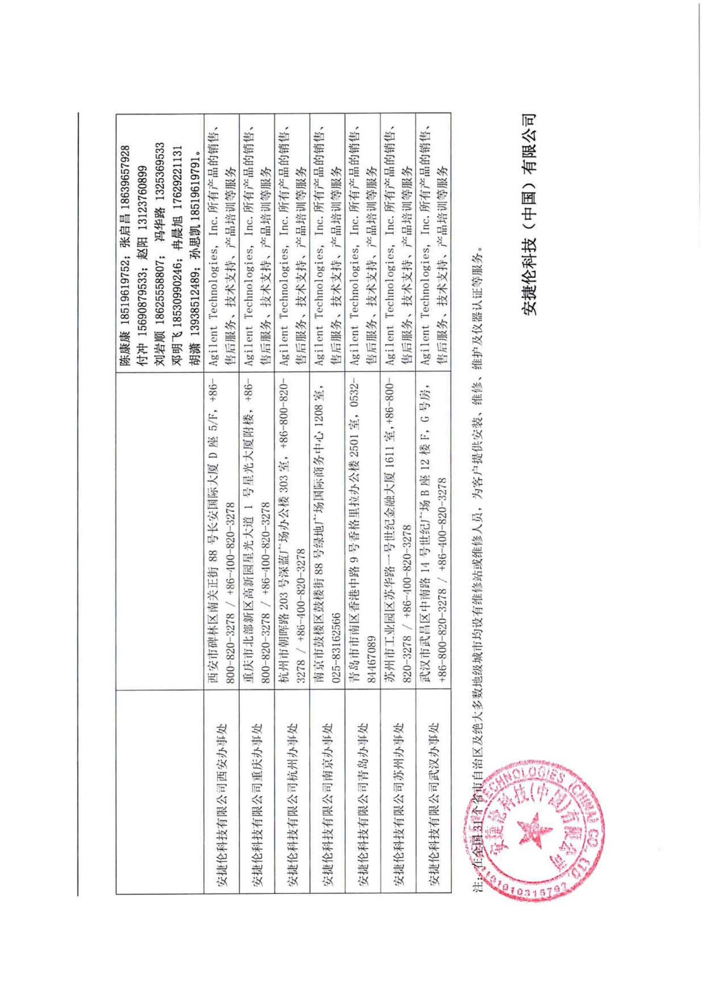 陈康康 18519619752；张启昌 18639657928
付冲 15690879533；赵阳 13123760899
刘岩顺 18625558807； 冯华路 1325369533
邓明飞 18530990246；冉晨旭 17629221131
胡潇 13938512489；孙思凯 18519619791。
安捷伦科技有限公司西安办事处
西安市碑林区南关正街 88 号长安国际大厦 D 座 5/F，+86-
800-820-3278 / +86-400-820-3278
Agilent Technologies, Inc.所有产品的销售、
售后服务、技术支持、产品培训等服务
安捷伦科技有限公司重庆办事处
重庆市北部新区高新园星光大道 1 号星光大厦附楼，+86-
800-820-3278 / +86-400-820-3278
Agilent Technologies, Inc.所有产品的销售、
售后服务、技术支持、产品培训等服务
安捷伦科技有限公司杭州办事处
杭州市朝晖路 203 号深蓝广场办公楼 303 室，+86-800-820-
3278 / +86-400-820-3278
Agilent Technologies, Inc.所有产品的销售、
售后服务、技术支持、产品培训等服务
安捷伦科技有限公司南京办事处
南京市鼓楼区鼓楼街 88 号绿地广场国际商务中心 1208 室，
025-83162566
Agilent Technologies, Inc.所有产品的销售、
售后服务、技术支持、产品培训等服务
安捷伦科技有限公司青岛办事处
青岛市市南区香港中路 9 号香格里拉办公楼 2501 室，0532-
84467089
Agilent Technologies, Inc.所有产品的销售、
售后服务、技术支持、产品培训等服务
安捷伦科技有限公司苏州办事处
苏州市工业园区苏华路一号世纪金融大厦 1611 室,+86-800-
820-3278 / +86-400-820-3278
Agilent Technologies, Inc.所有产品的销售、
售后服务、技术支持、产品培训等服务
安捷伦科技有限公司武汉办事处
武汉市武昌区中南路 14 号世纪广场 B 座 12 楼 F，G 号房，
+86-800-820-3278 / +86-400-820-3278
Agilent Technologies, Inc.所有产品的销售、
售后服务、技术支持、产品培训等服务
注：在全国 31 个省市自治区及绝大多数地级城市均设有维修站或维修人员，为客户提供安装、维修、维护及仪器认证等服务。
安捷伦科技（中国）有限公司
TECHNOLOGIES (CHINA) CO., LTD.
安捷伦科技(中国)有限公司